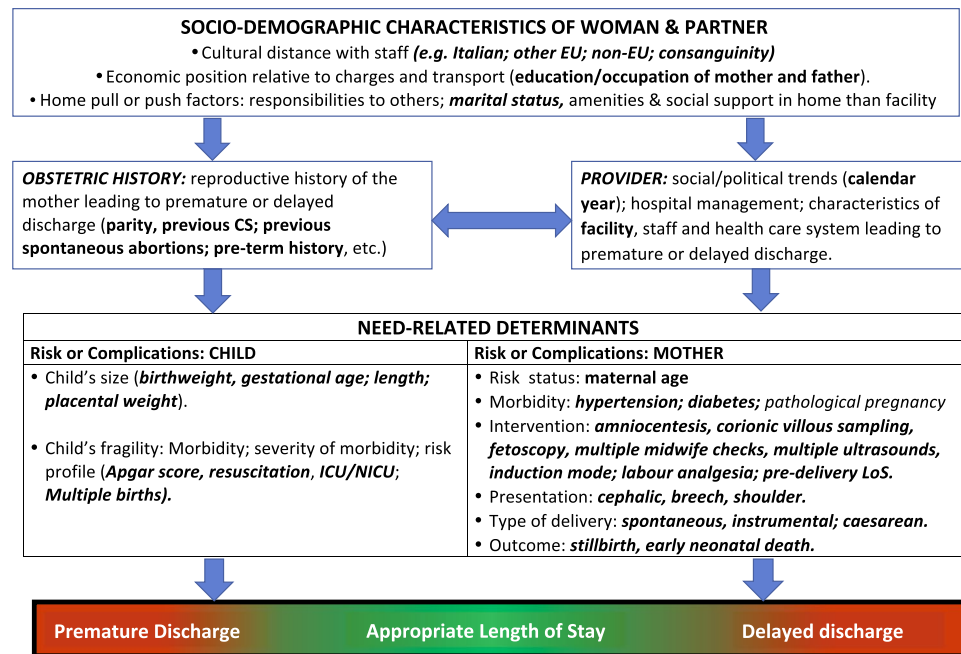 SOCIO-DEMOGRAPHIC CHARACTERISTICS OF WOMAN & PARTNER
• Cultural distance with staff (e.g. Italian; other EU; non-EU; consanguinity)
• Economic position relative to charges and transport (education/occupation of mother and father).
• Home pull or push factors: responsibilities to others; marital status, amenities & social support in home than facility
OBSTETRIC HISTORY: reproductive history of the
mother leading to premature or delayed
discharge (parity, previous CS; previous
spontaneous abortions; pre-term history, etc.)
PROVIDER: social/political trends (calendar
year); hospital management; characteristics of
facility, staff and health care system leading to
premature or delayed discharge.
NEED-RELATED DETERMINANTS
Risk or Complications: CHILD
• Child's size (birthweight, gestational age; length;
placental weight).
• Child's fragility: Morbidity; severity of morbidity; risk
profile (Apgar score, resuscitation, ICU/NICU;
Multiple births).
Risk or Complications: MOTHER
• Risk status: maternal age
• Morbidity: hypertension; diabetes; pathological pregnancy
• Intervention: amniocentesis, corionic villous sampling,
fetoscopy, multiple midwife checks, multiple ultrasounds,
induction mode; labour analgesia; pre-delivery LoS.
• Presentation: cephalic, breech, shoulder.
• Type of delivery: spontaneous, instrumental; caesarean.
• Outcome: stillbirth, early neonatal death.
Premature Discharge
Appropriate Length of Stay
Delayed discharge